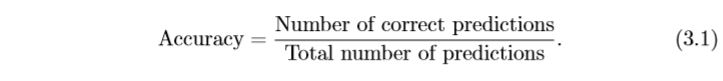 Accuracy = Number of correct predictions / Total number of predictions. (3.1)